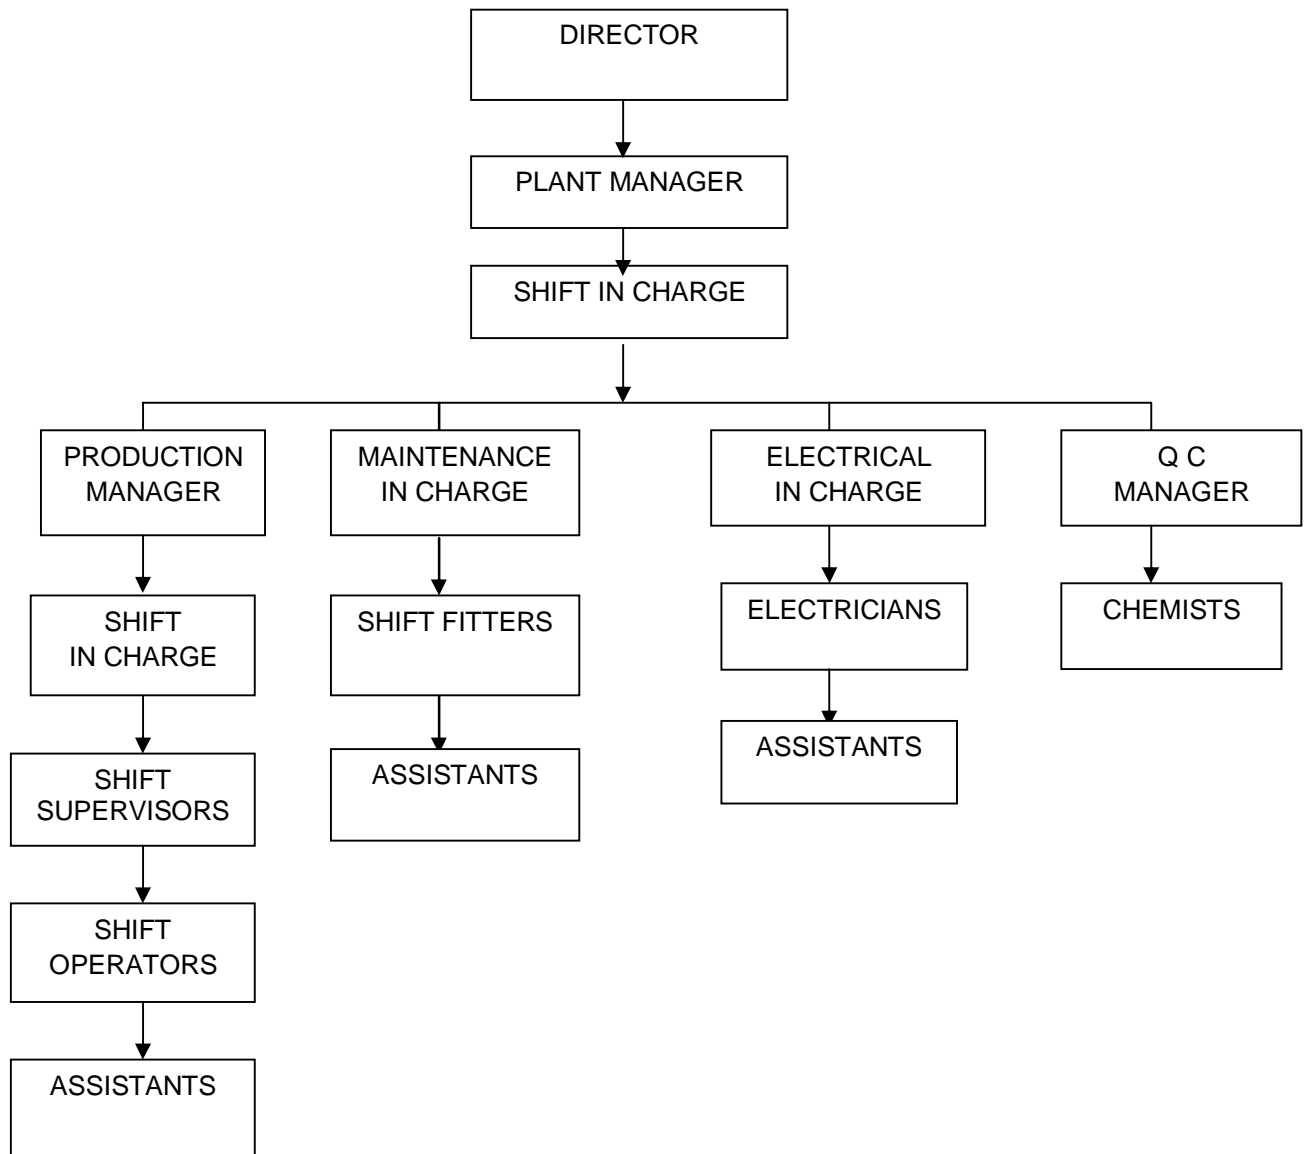 DIRECTOR
PLANT MANAGER
SHIFT IN CHARGE
PRODUCTION
MANAGER
MAINTENANCE
IN CHARGE
ELECTRICAL
IN CHARGE
Q C
MANAGER
SHIFT
IN CHARGE
SHIFT FITTERS
ELECTRICIANS
CHEMISTS
SHIFT
SUPERVISORS
ASSISTANTS
ASSISTANTS
SHIFT
OPERATORS
ASSISTANTS